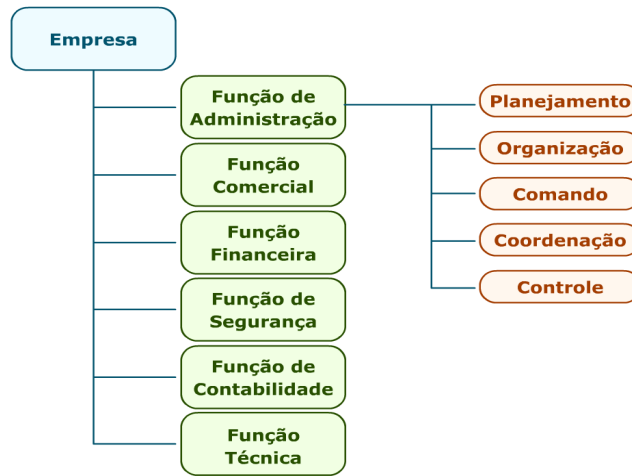 Empresa
Função de
Administração
Função
Comercial
Função
Financeira
Função de
Segurança
Função de
Contabilidade
Função
Técnica
Planejamento
Organização
Comando
Coordenação
Controle